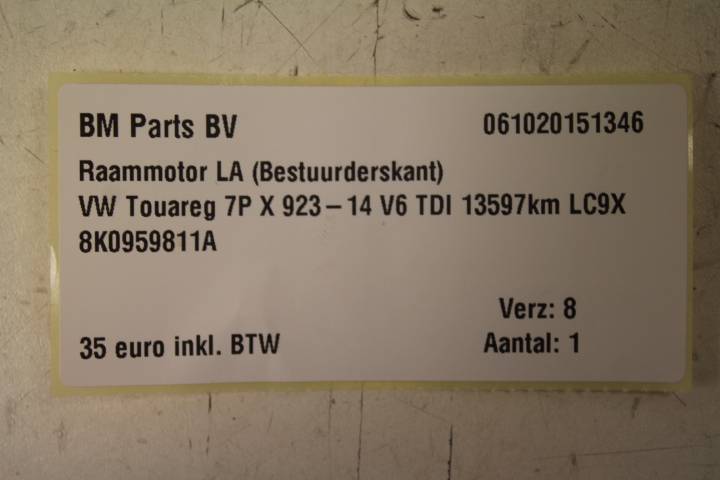 BM Parts BV 061020151346
Raammotor LA (Bestuurderskant)
VW Touareg 7P X 923-14 V6 TDI 13597km LC9X
8K0959811A
Verz: 8
35 euro inkl. BTW Aantal: 1